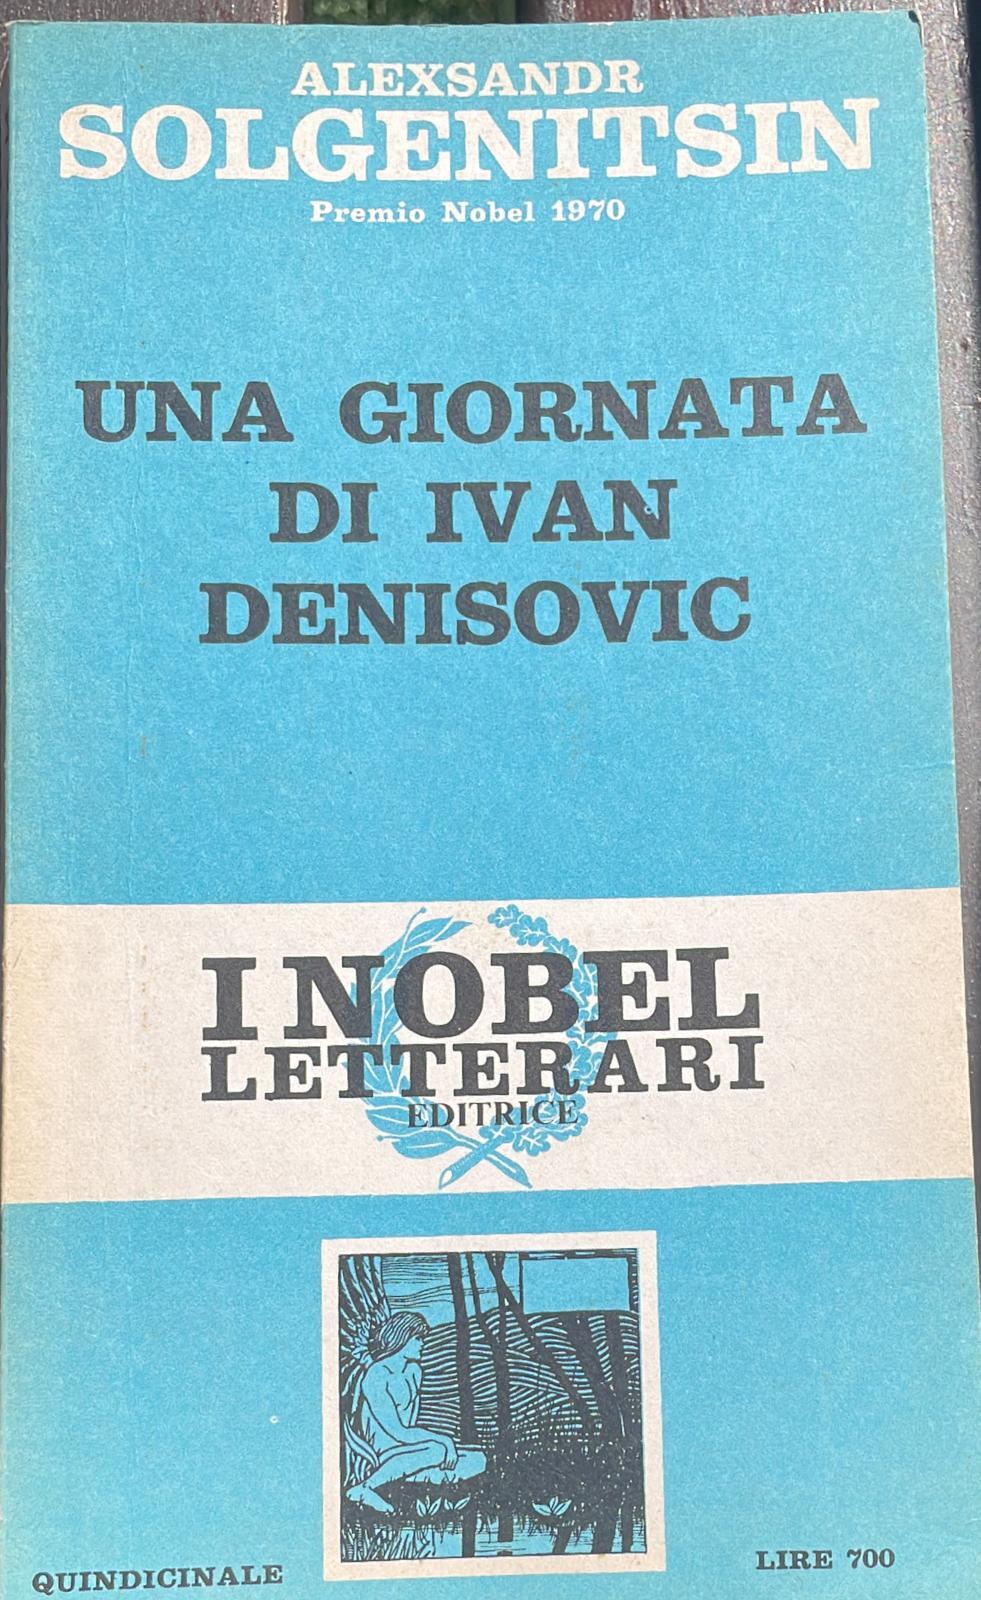 ALEXSANDR
SOLGENITSIN
Premio Nobel 1970
UNA GIORNATA
DI IVAN
DENISOVIC
I NOBEL
LETTERARI
EDITRICE
QUINDICINALE
LIRE 700